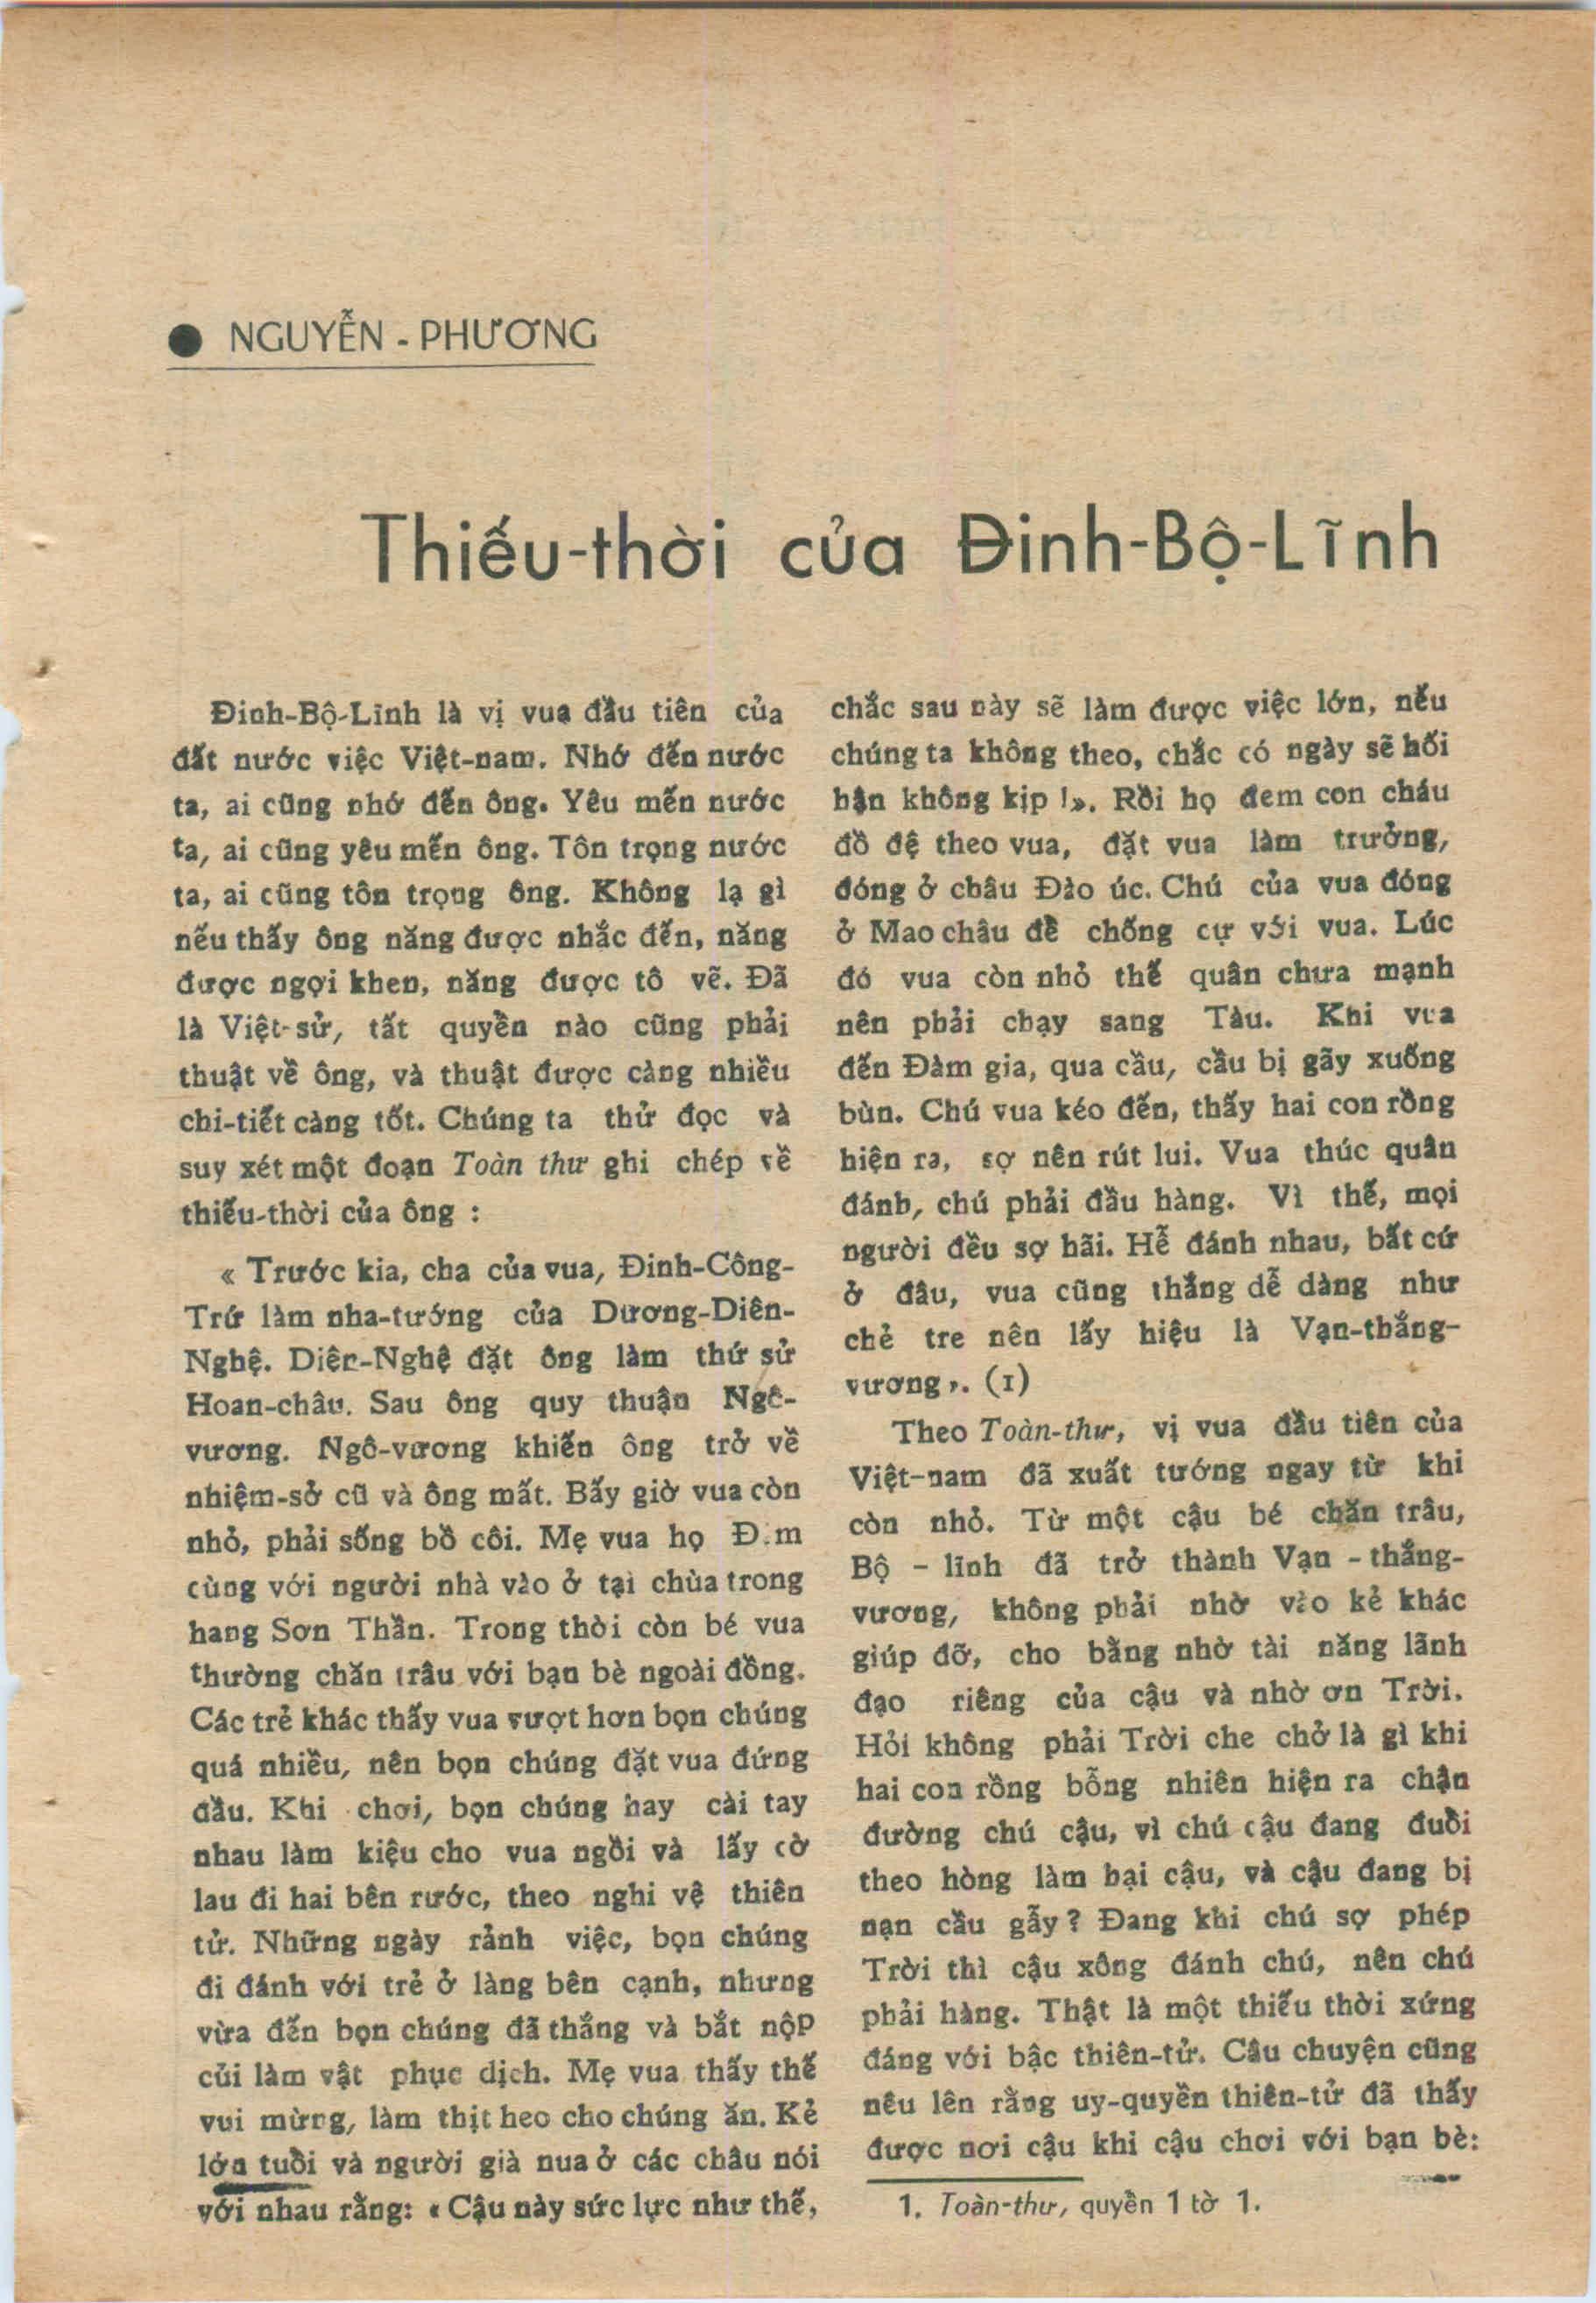 ● NGUYỄN - PHƯƠNG
Thiếu-thời của Đinh-Bộ-Lĩnh
Đinh-Bộ-Lĩnh là vị vua đầu tiên của
đất nước việc Việt-nam. Nhớ đến nước
ta, ai cũng nhớ đến ông. Yêu mến nước
ta, ai cũng yêu mến ông. Tôn trọng nước
ta, ai cũng tôn trọng ông. Không lạ gì
nếu thấy ông năng được nhắc đến, năng
được ngợi khen, năng được tô vẽ. Đã
là Việt-sử, tất quyển nào cũng phải
thuật về ông, và thuật được càng nhiều
chi-tiết càng tốt. Chúng ta thử đọc và
suy xét một đoạn Toàn thư ghi chép về
thiếu-thời của ông :
« Trước kia, cha của vua, Đinh-Công-
Trứ làm nha-tướng của Dương-Diên-
Nghệ. Diên-Nghệ đặt ông làm thứ sử
Hoan-châu. Sau ông quy thuận Ngô-
vương. Ngô-vương khiến ông trở về
nhiệm-sở cũ và ông mất. Bấy giờ vua còn
nhỏ, phải sống bồ côi. Mẹ vua họ Đ.m
cùng với người nhà vào ở tại chùa trong
hang Sơn Thần. Trong thời còn bé vua
thường chăn trâu với bạn bè ngoài đồng.
Các trẻ khác thấy vua vượt hơn bọn chúng
quá nhiều, nên bọn chúng đặt vua đứng
đầu. Khi chơi, bọn chúng hay cài tay
nhau làm kiệu cho vua ngồi và lấy cờ
lau đi hai bên rước, theo nghi vệ thiên
tử. Những ngày rảnh việc, bọn chúng
đi đánh với trẻ ở làng bên cạnh, nhưng
vừa đến bọn chúng đã thắng và bắt nộp
củi làm vật phục dịch. Mẹ vua thấy thế
vui mừng, làm thịt heo cho chúng ăn. Kẻ
lớn tuổi và người già nua ở các châu nói
với nhau rằng: « Cậu này sức lực như thế,
chắc sau này sẽ làm được việc lớn, nếu
chúng ta không theo, chắc có ngày sẽ hối
hận không kịp !». Rồi họ đem con cháu
đồ đệ theo vua, đặt vua làm trưởng,
đóng ở châu Đào úc. Chú của vua đóng
ở Mao châu để chống cự với vua. Lúc
đó vua còn nhỏ thế quân chưa mạnh
nên phải chạy sang Tàu. Khi vua
đến Đàm gia, qua cầu, cầu bị gãy xuống
bùn. Chú vua kéo đến, thấy hai con rồng
hiện ra, sợ nên rút lui. Vua thúc quân
đánh, chú phải đầu hàng. Vì thế, mọi
người đều sợ hãi. Hễ đánh nhau, bất cứ
ở đâu, vua cũng thắng dễ dàng như
chẻ tre nên lấy hiệu là Vạn-thắng-
vương ». (1)
Theo Toàn-thư, vị vua đầu tiên của
Việt-nam đã xuất tướng ngay từ khi
còn nhỏ. Từ một cậu bé chăn trâu,
Bộ - lĩnh đã trở thành Vạn - thắng-
vương, không phải nhờ vào kẻ khác
giúp đỡ, cho bằng nhờ tài năng lãnh
đạo riêng của cậu và nhờ ơn Trời.
Hỏi không phải Trời che chở là gì khi
hai con rồng bỗng nhiên hiện ra chận
đường chú cậu, vì chú cậu đang đuổi
theo hòng làm hại cậu, và cậu đang bị
nạn cầu gẫy ? Đang khi chú sợ phép
Trời thì cậu xông đánh chú, nên chú
phải hàng. Thật là một thiếu thời xứng
đáng với bậc thiên-tử. Câu chuyện cũng
nêu lên rằng uy-quyền thiên-tử đã thấy
được nơi cậu khi cậu chơi với bạn bè:
1. Toàn-thư, quyển 1 tờ 1.